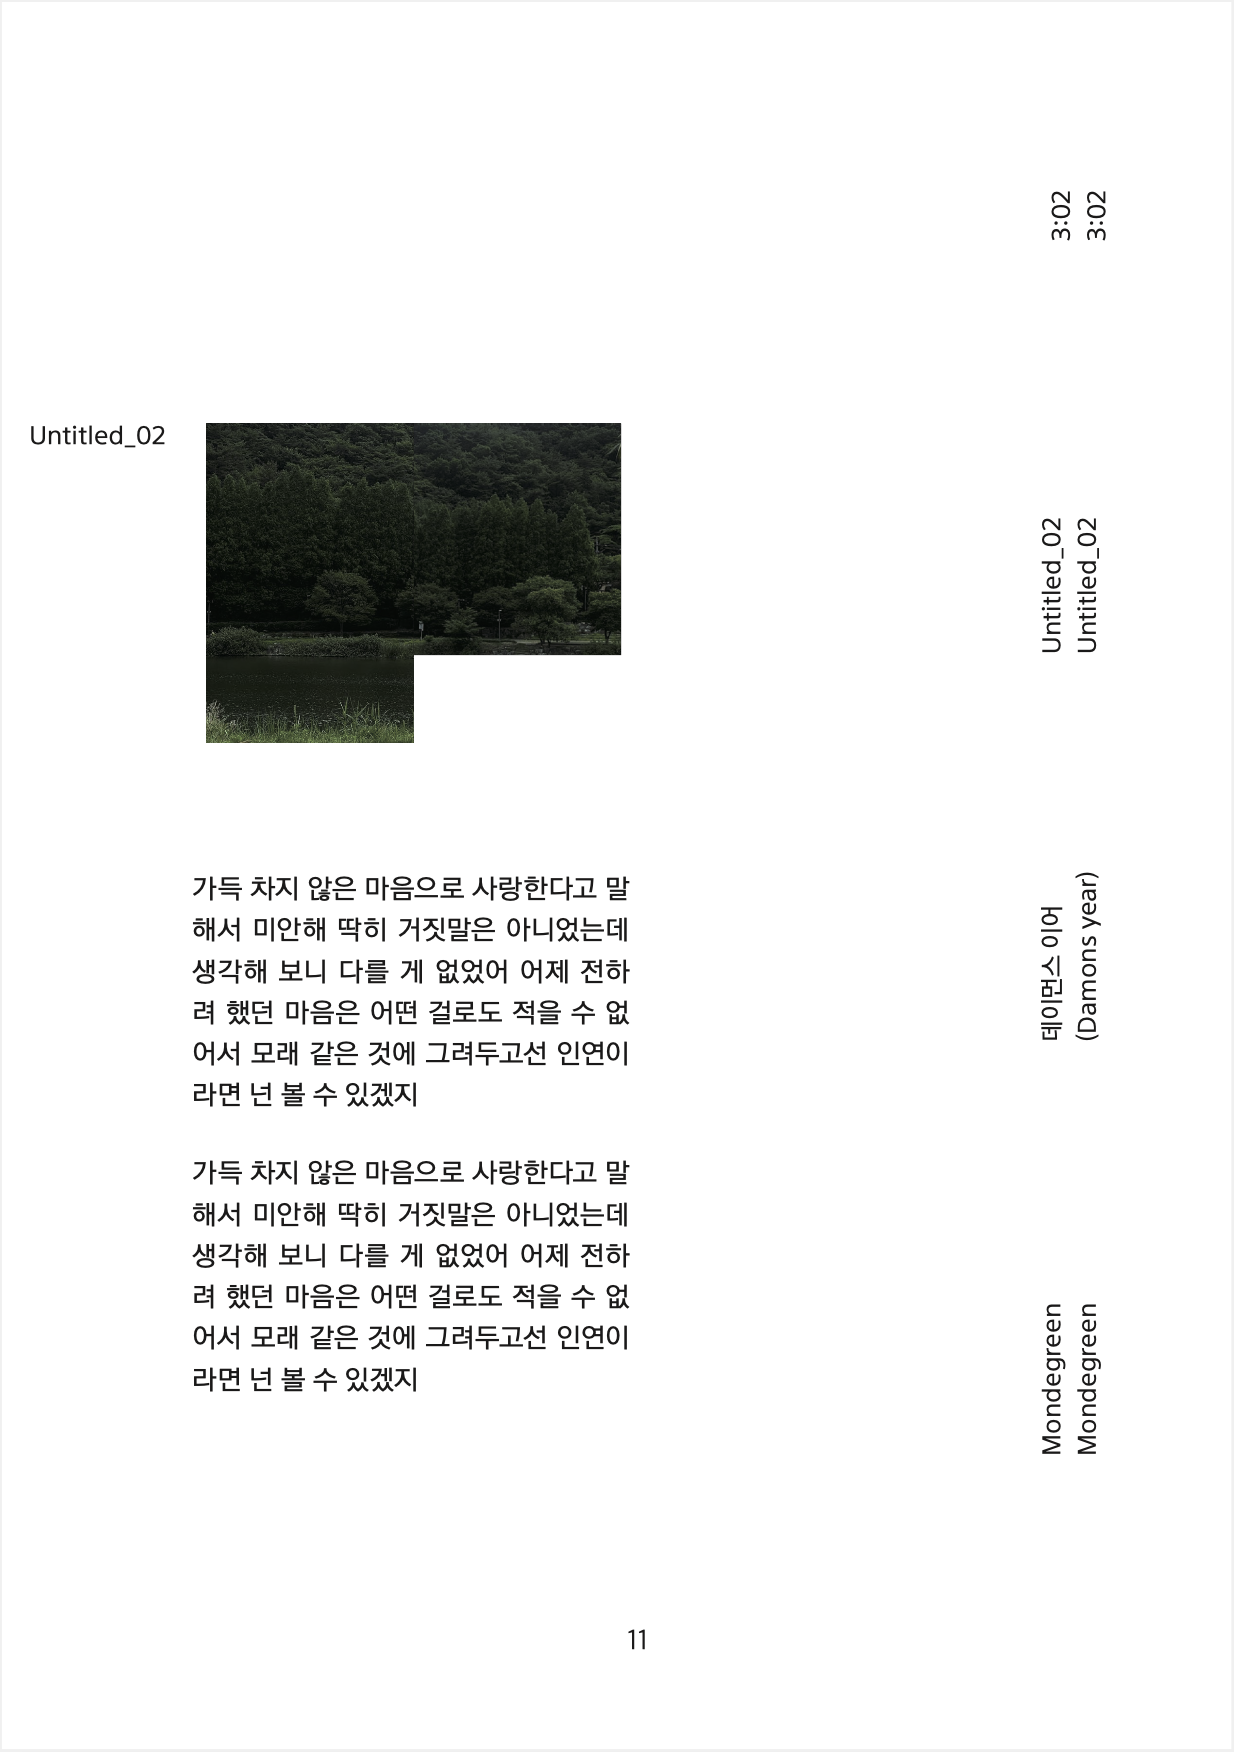 Untitled_02
가득 차지 않은 마음으로 사랑한다고 말
해서 미안해 딱히 거짓말은 아니었는데
생각해 보니 다를 게 없었어 어제 전하
려 했던 마음은 어떤 걸로도 적을 수 없
어서 모래 같은 것에 그려두고선 인연이
라면 넌 볼 수 있겠지
가득 차지 않은 마음으로 사랑한다고 말
해서 미안해 딱히 거짓말은 아니었는데
생각해 보니 다를 게 없었어 어제 전하
려 했던 마음은 어떤 걸로도 적을 수 없
어서 모래 같은 것에 그려두고선 인연이
라면 넌 볼 수 있겠지
3:02
3:02
Untitled_02
Untitled_02
데이먼스 이어
(Damons year)
Mondegreen
Mondegreen
11